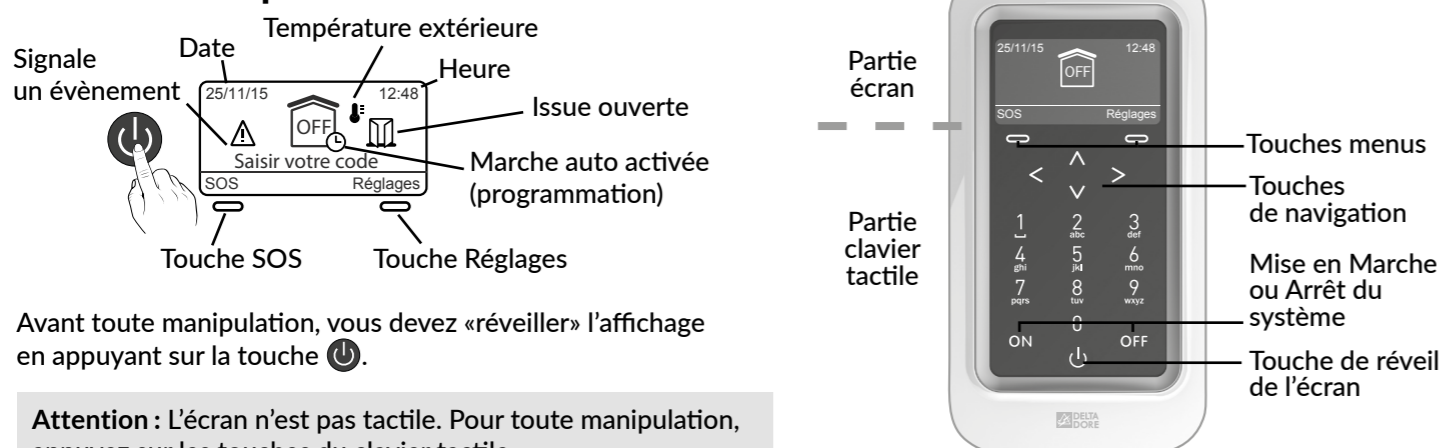 Température extérieure
Date
Signale
un évènement
Heure
25/11/15 12:48
OFF
Issue ouverte
Saisir votre code
Marche auto activée
(programmation)
SOS Réglages
Touche SOS Touche Réglages
Avant toute manipulation, vous devez «réveiller» l’affichage
en appuyant sur la touche .
Attention : L’écran n’est pas tactile. Pour toute manipulation,
Partie
écran
25/11/15 12:48
OFF
SOS Réglages
Touches menus
Touches
de navigation
Partie
clavier
tactile
1 2 3
abc def
4 5 6
ghi jkl mno
7 8 9
pqrs tuv wxyz
0
ON OFF
Mise en Marche
ou Arrêt du
système
Touche de réveil
de l’écran
DELTA
DORE